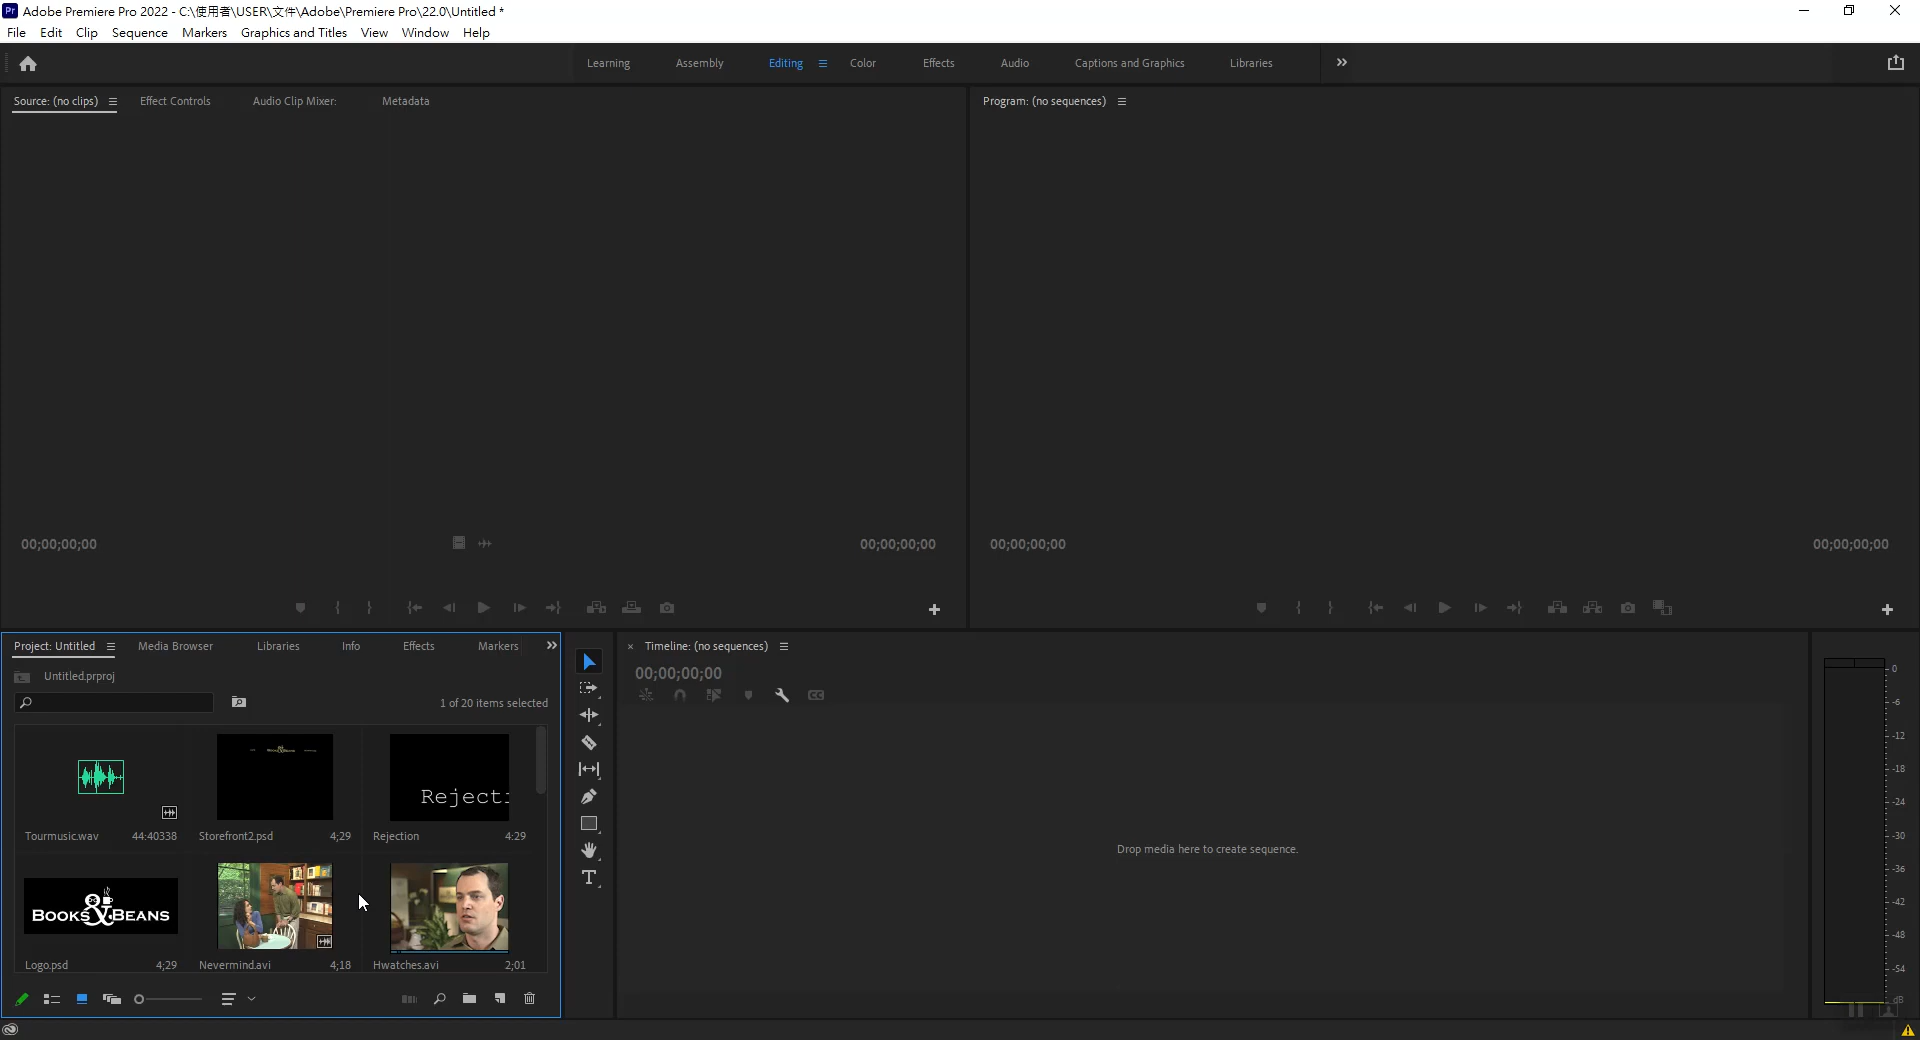 Pr Adobe Premiere Pro 2022 - C:\使用者\USER\文件\Adobe\Premiere Pro\22.0\Untitled *
File Edit Clip Sequence Markers Graphics and Titles View Window Help
Learning Assembly Editing Color Effects Audio Captions and Graphics Libraries
Source: (no clips) Effect Controls Audio Clip Mixer: Metadata
Program: (no sequences)
00;00;00;00 00;00;00;00
00;00;00;00 00;00;00;00
Project: Untitled Media Browser Libraries Info Effects Markers
Untitled.prproj
1 of 20 items selected
BOOKS&BEANS
Rejecti
Tourmusic.wav 44:40338
Storefront2.psd 4;29
Rejection 4:29
BOOKS & BEANS
Logo.psd 4;29
Nevermind.avi 4;18
Hwatches.avi 2;01
T
Timeline: (no sequences)
00;00;00;00
CC
Drop media here to create sequence.
0
-6
-12
-18
-24
-30
-36
-42
-48
-54
dB